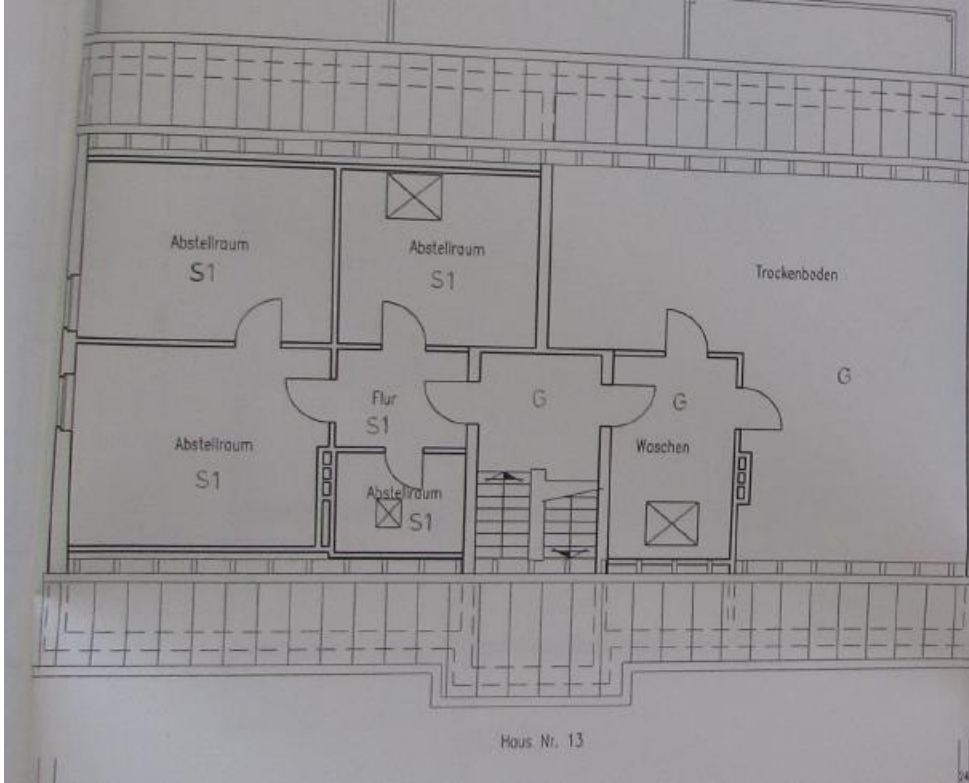 Abstellraum
S1
Abstellraum
S1
Trockenboden
G
Flur
S1
G
G
Waschen
Abstellraum
S1
Abstellraum
S1
Haus Nr. 13